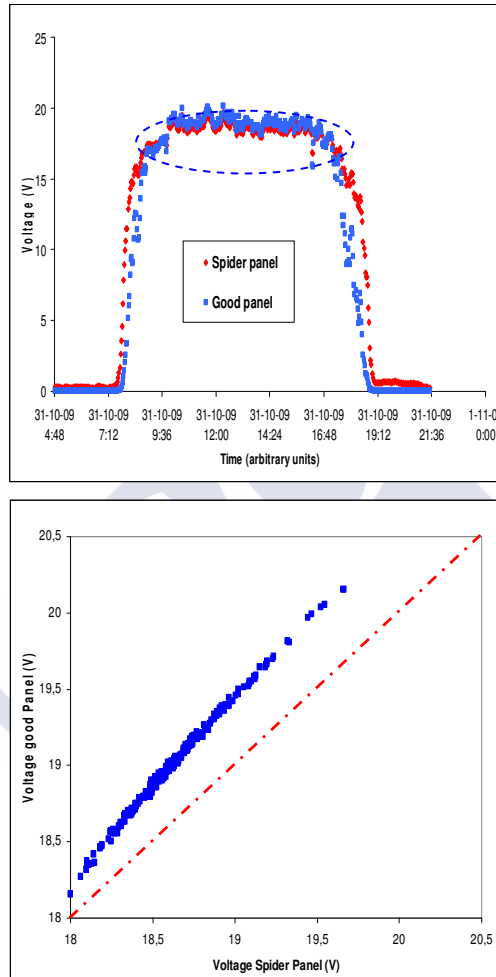 25
20
15
10
5
0
Voltage (V)
Spider panel
Good panel
31-10-09 31-10-09 31-10-09 31-10-09 31-10-09 31-10-09 31-10-09 31-10-09 1-11-0
4:48 7:12 9:36 12:00 14:24 16:48 19:12 21:36 0:00
Time (arbitrary units)
20,5
20
19,5
19
18,5
18
Voltage good Panel (V)
18 18,5 19 19,5 20 20,5
Voltage Spider Panel (V)